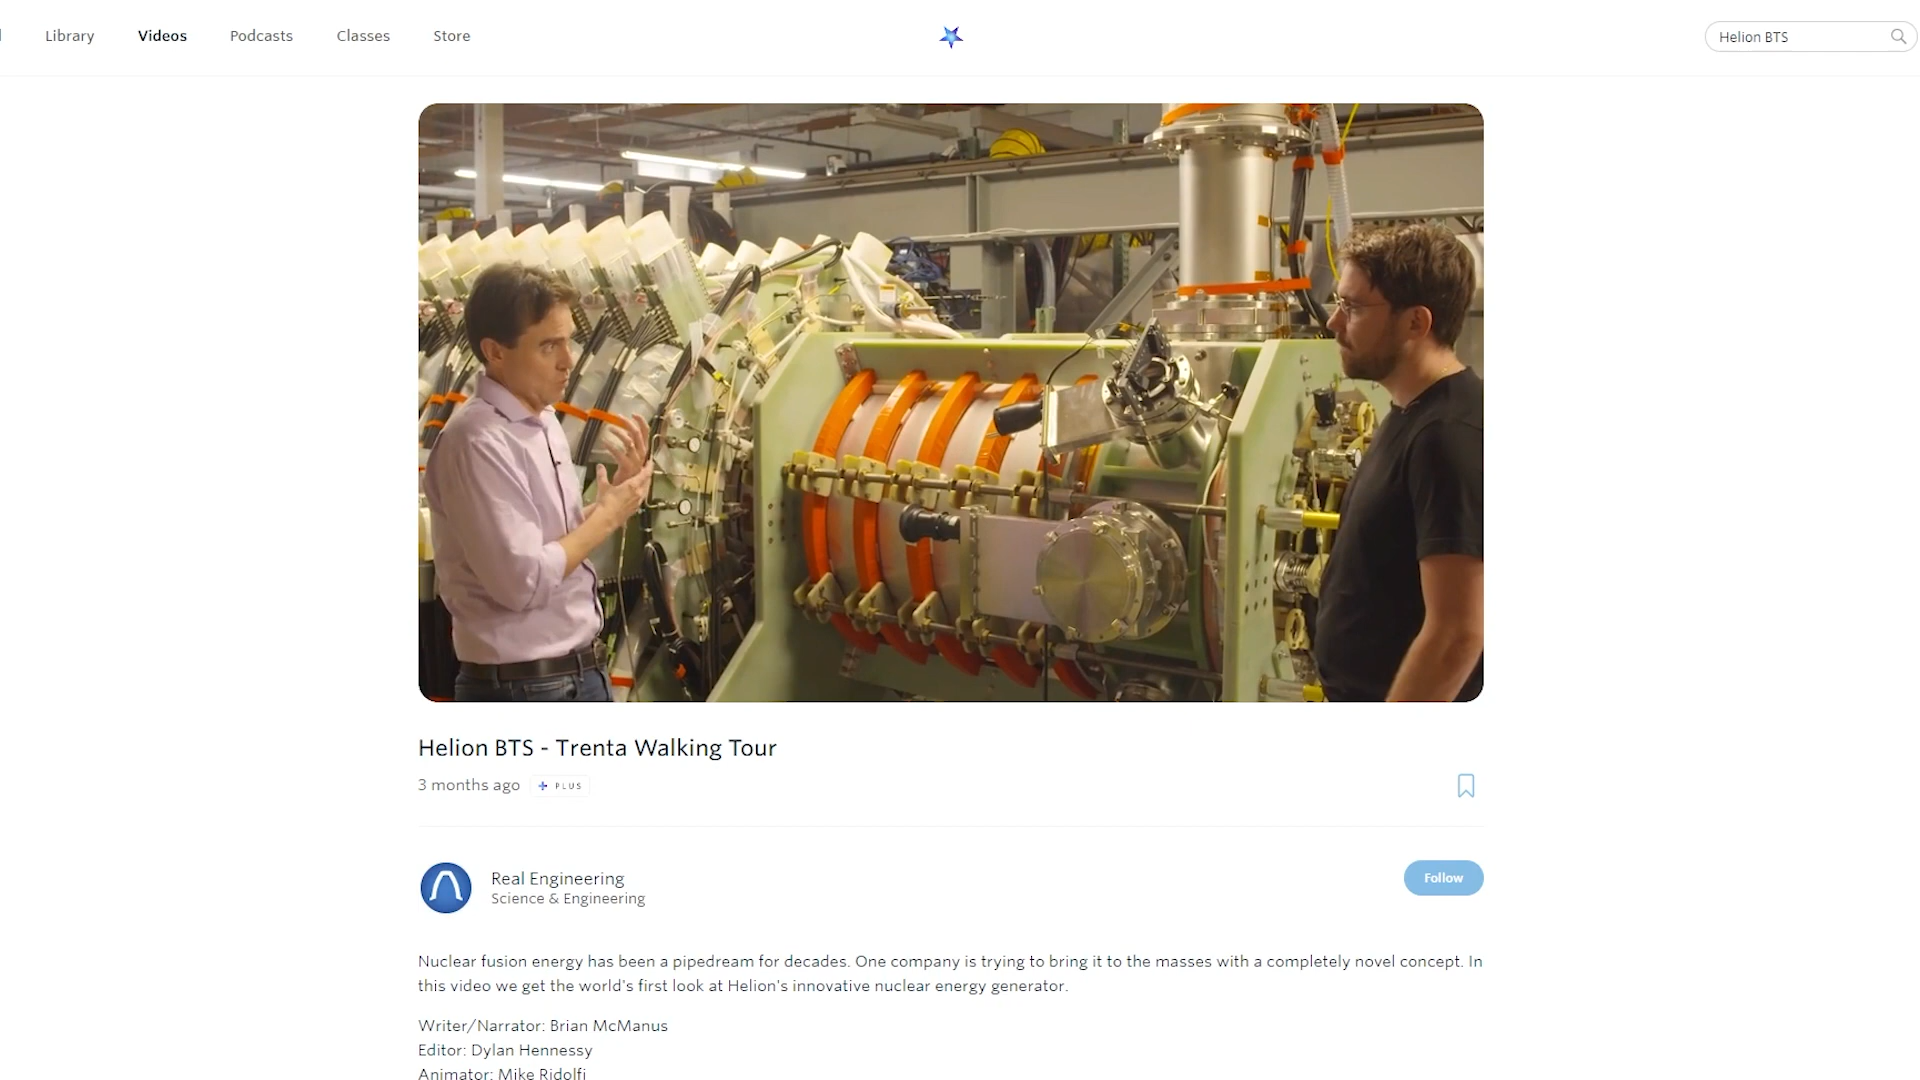 Library
Videos
Podcasts
Classes
Store
Helion BTS
Helion BTS - Trenta Walking Tour
3 months ago
PLUS
Real Engineering
Science & Engineering
Follow
Nuclear fusion energy has been a pipedream for decades. One company is trying to bring it to the masses with a completely novel concept. In
this video we get the world's first look at Helion's innovative nuclear energy generator.
Writer/Narrator: Brian McManus
Editor: Dylan Hennessy
Animator: Mike Ridolfi